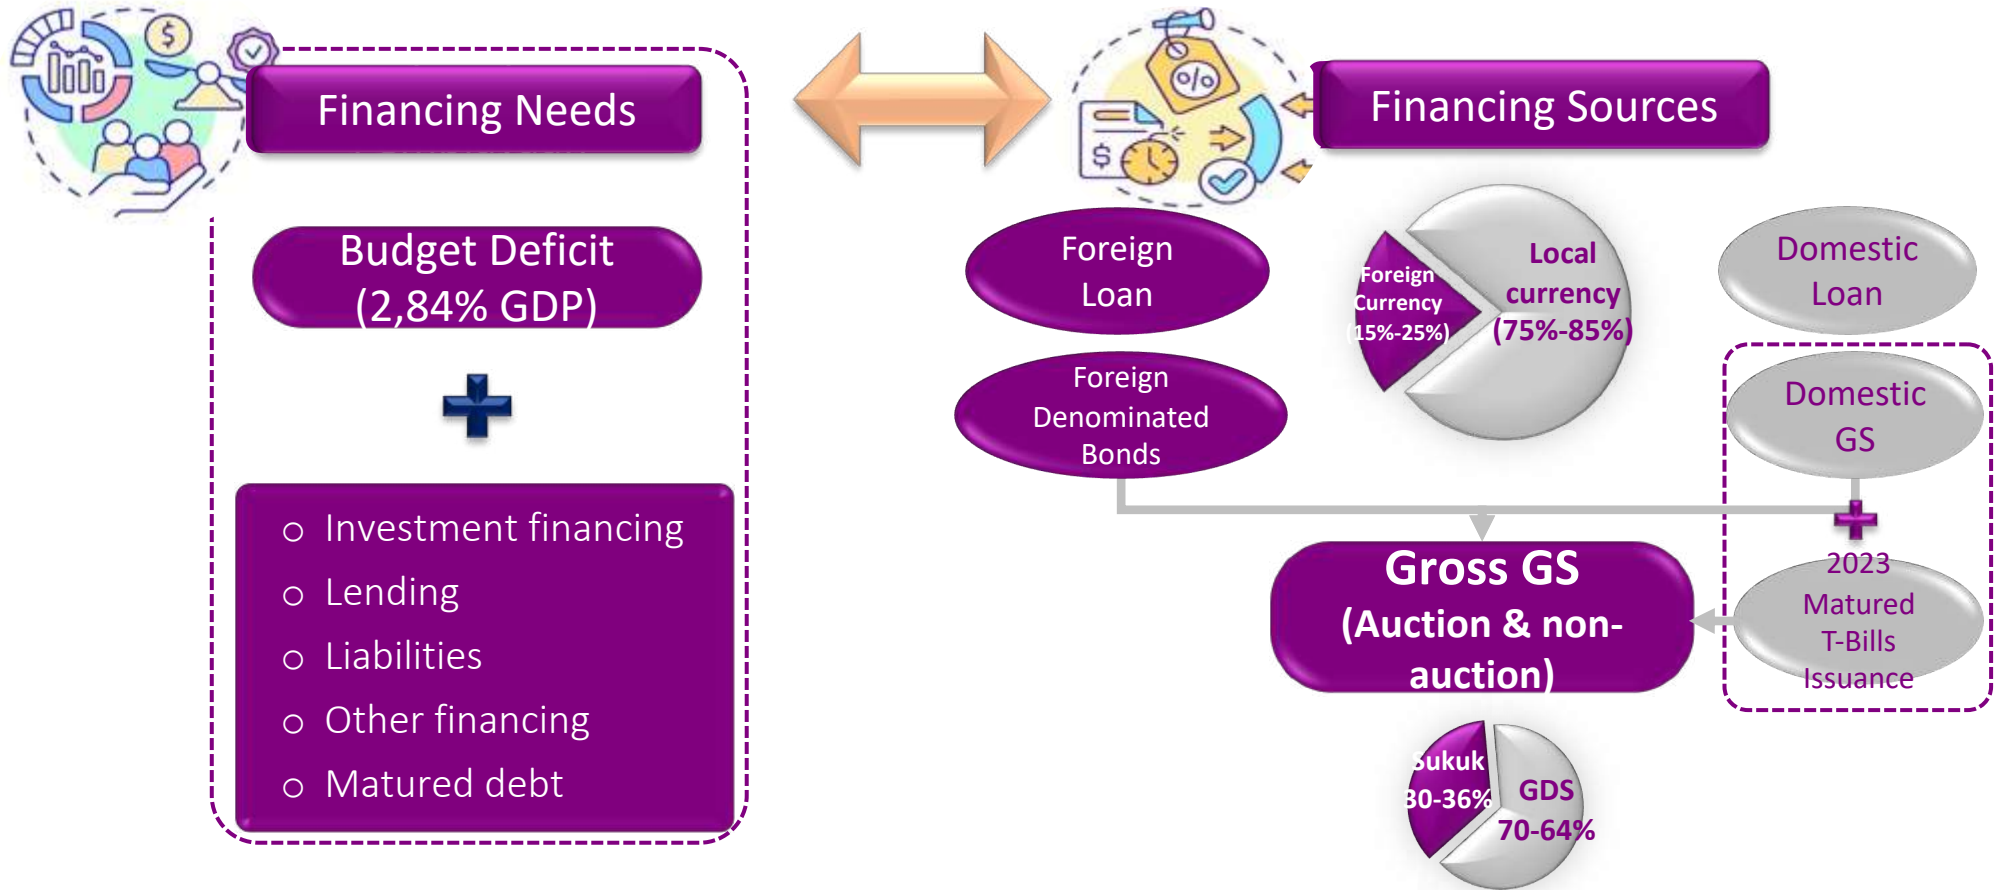 Financing Needs
Budget Deficit
(2,84% GDP)
o Investment financing
o Lending
o Liabilities
o Other financing
o Matured debt
Financing Sources
Foreign
Loan
Foreign
Denominated
Bonds
Foreign
Currency
(15%-25%)
Local
currency
(75%-85%)
Domestic
Loan
Domestic
GS
2023
Matured
T-Bills
Issuance
Gross GS
(Auction & non-
auction)
Sukuk
30-36%
GDS
70-64%